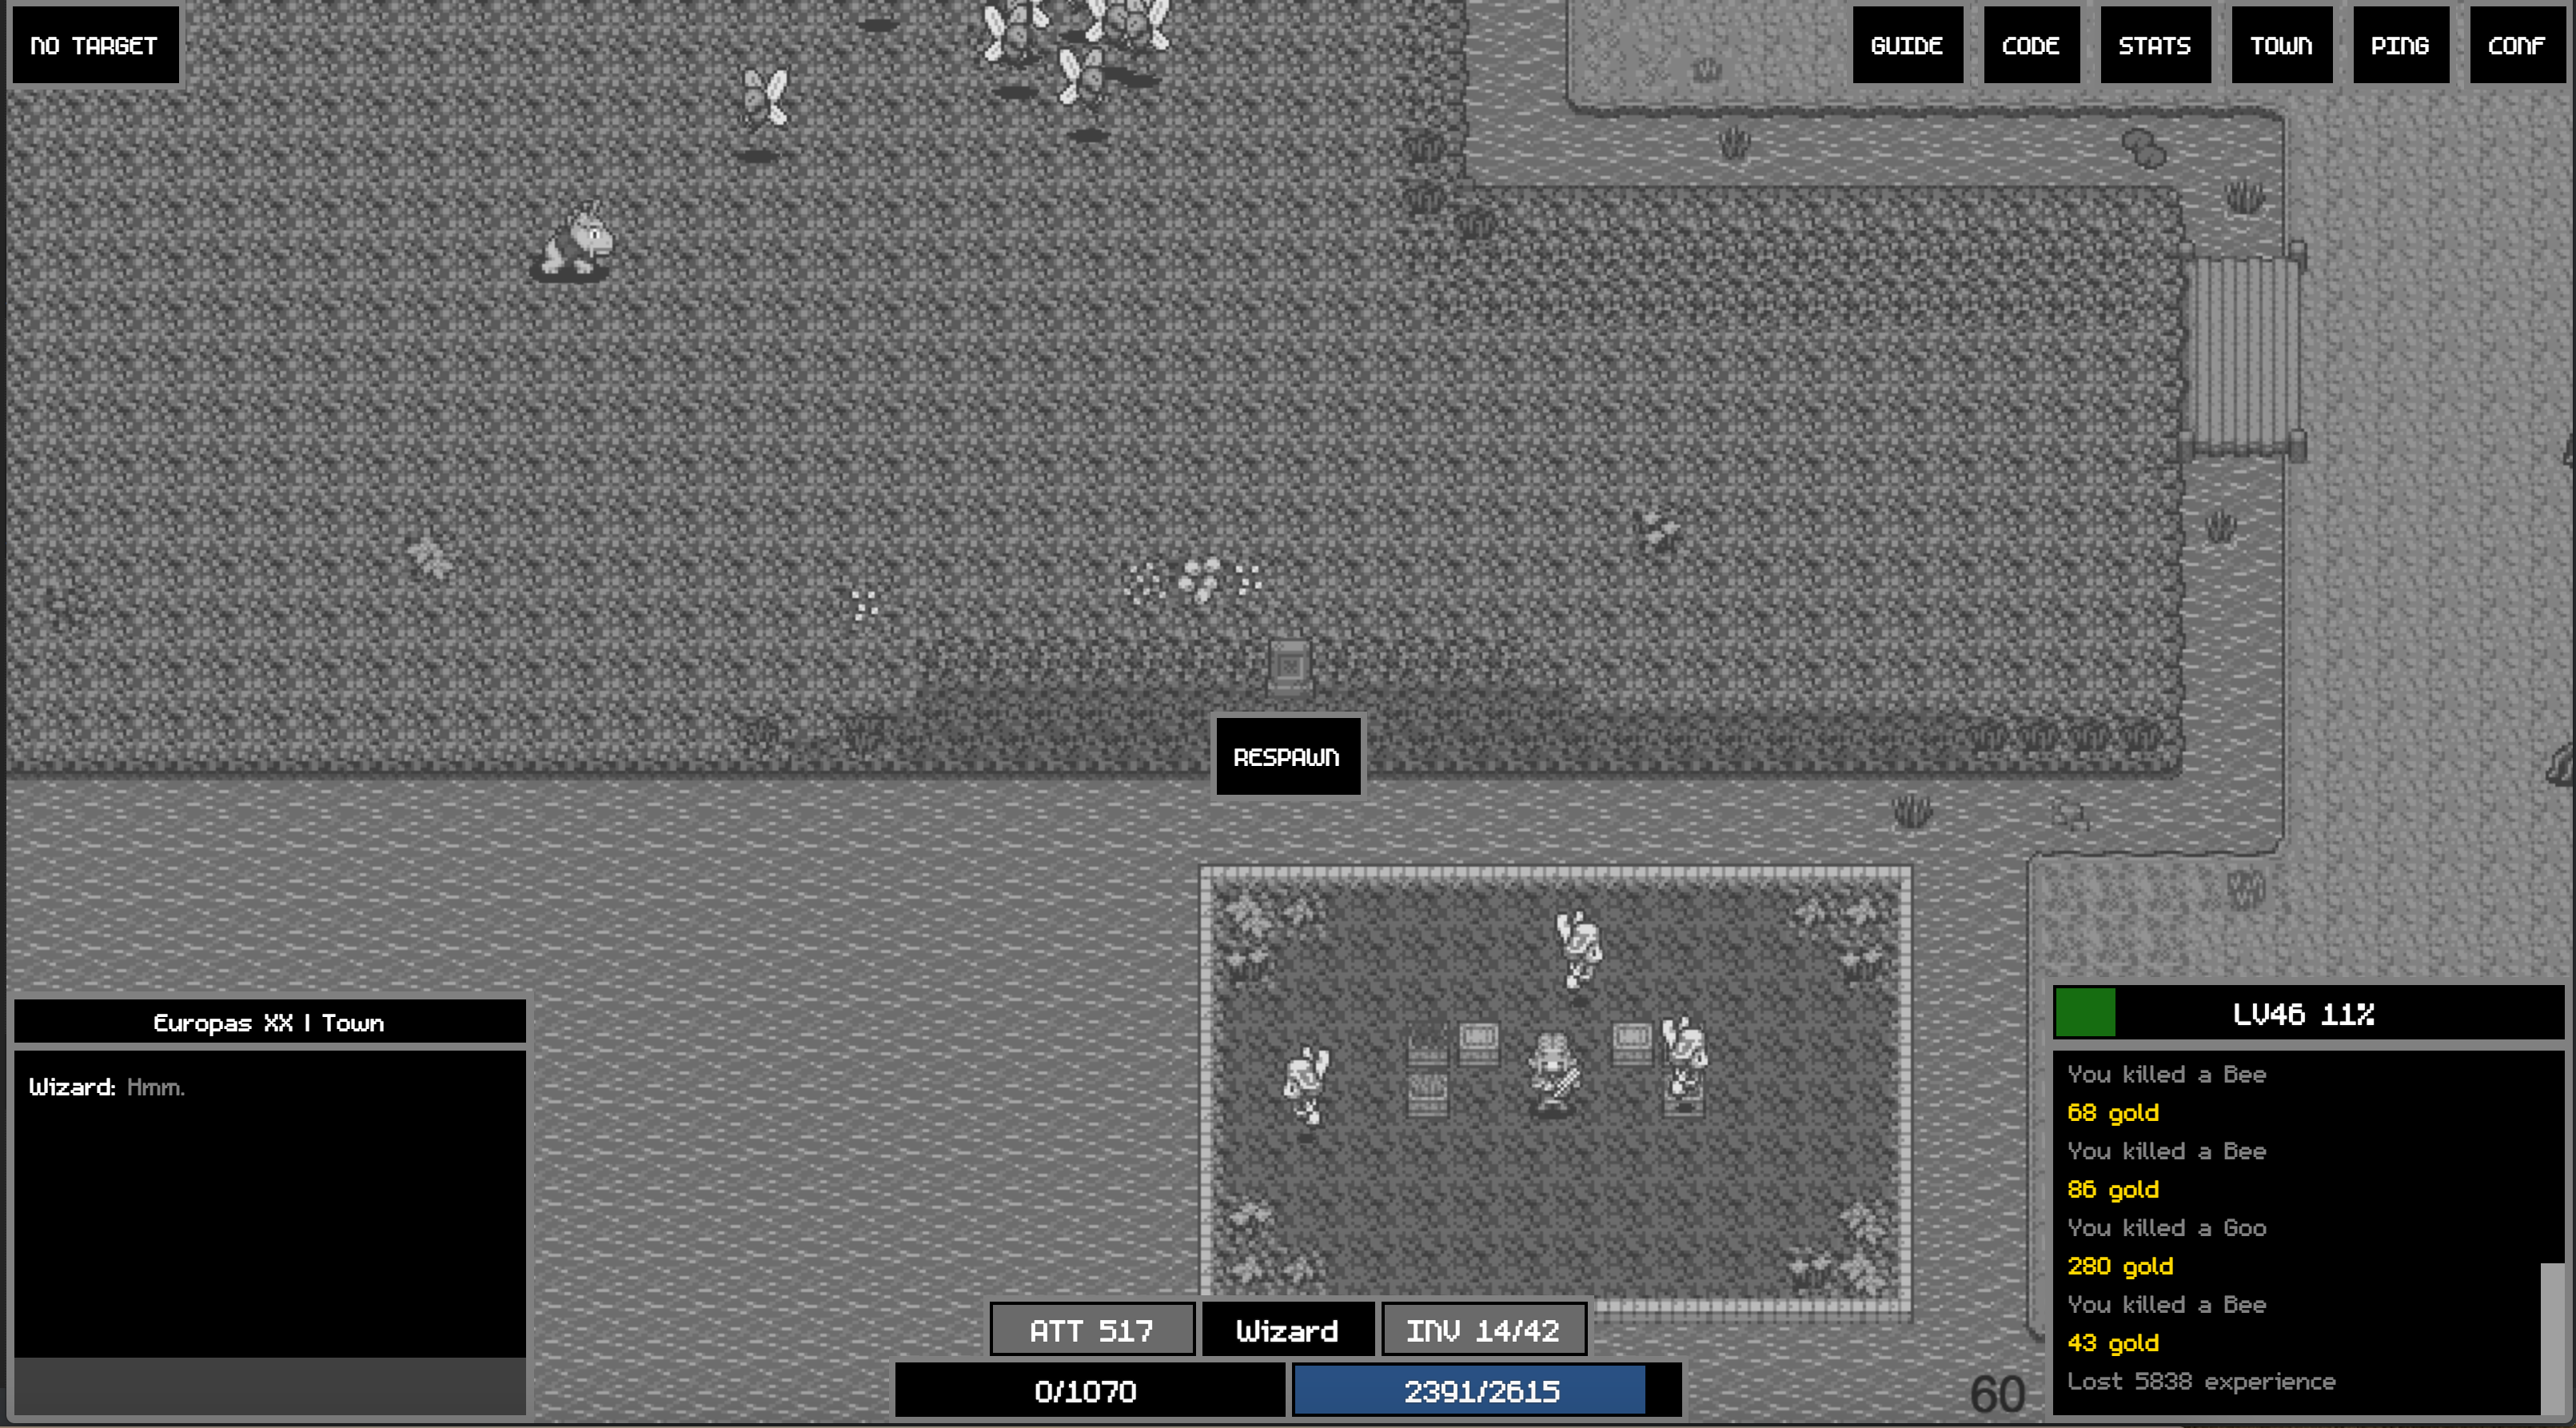 NO TARGET
GUIDE
CODE
STATS
TOWN
PING
CONF
RESPAWN
Europas XX | Town
Wizard: Hmm.
LV46 11%
You killed a Bee
68 gold
You killed a Bee
86 gold
You killed a Goo
280 gold
You killed a Bee
43 gold
Lost 5838 experience
ATT 517
Wizard
INV 14/42
0/1070
2391/2615
60